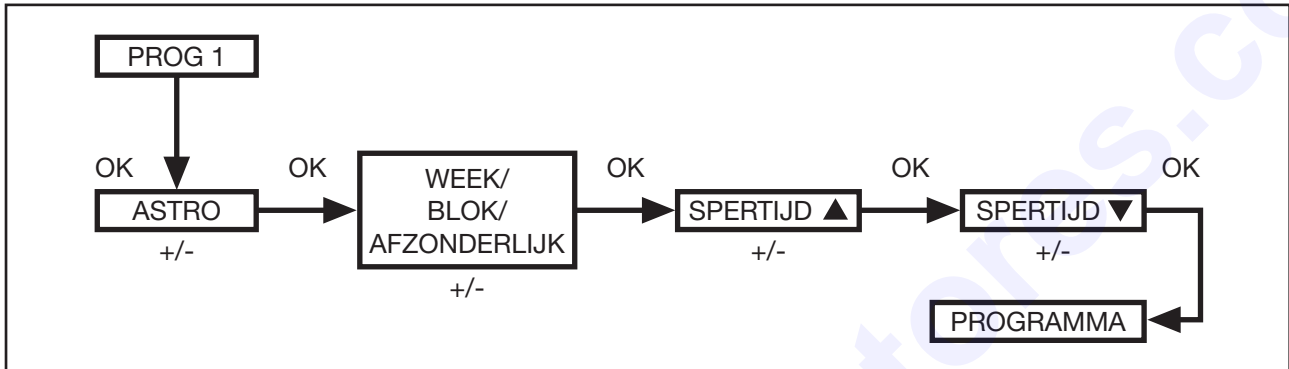 PROG 1
OK
ASTRO
+/-
OK
WEEK/
BLOK/
AFZONDERLIJK
+/-
OK
SPERTIJD ▲
+/-
OK
SPERTIJD ▼
+/-
OK
PROGRAMMA